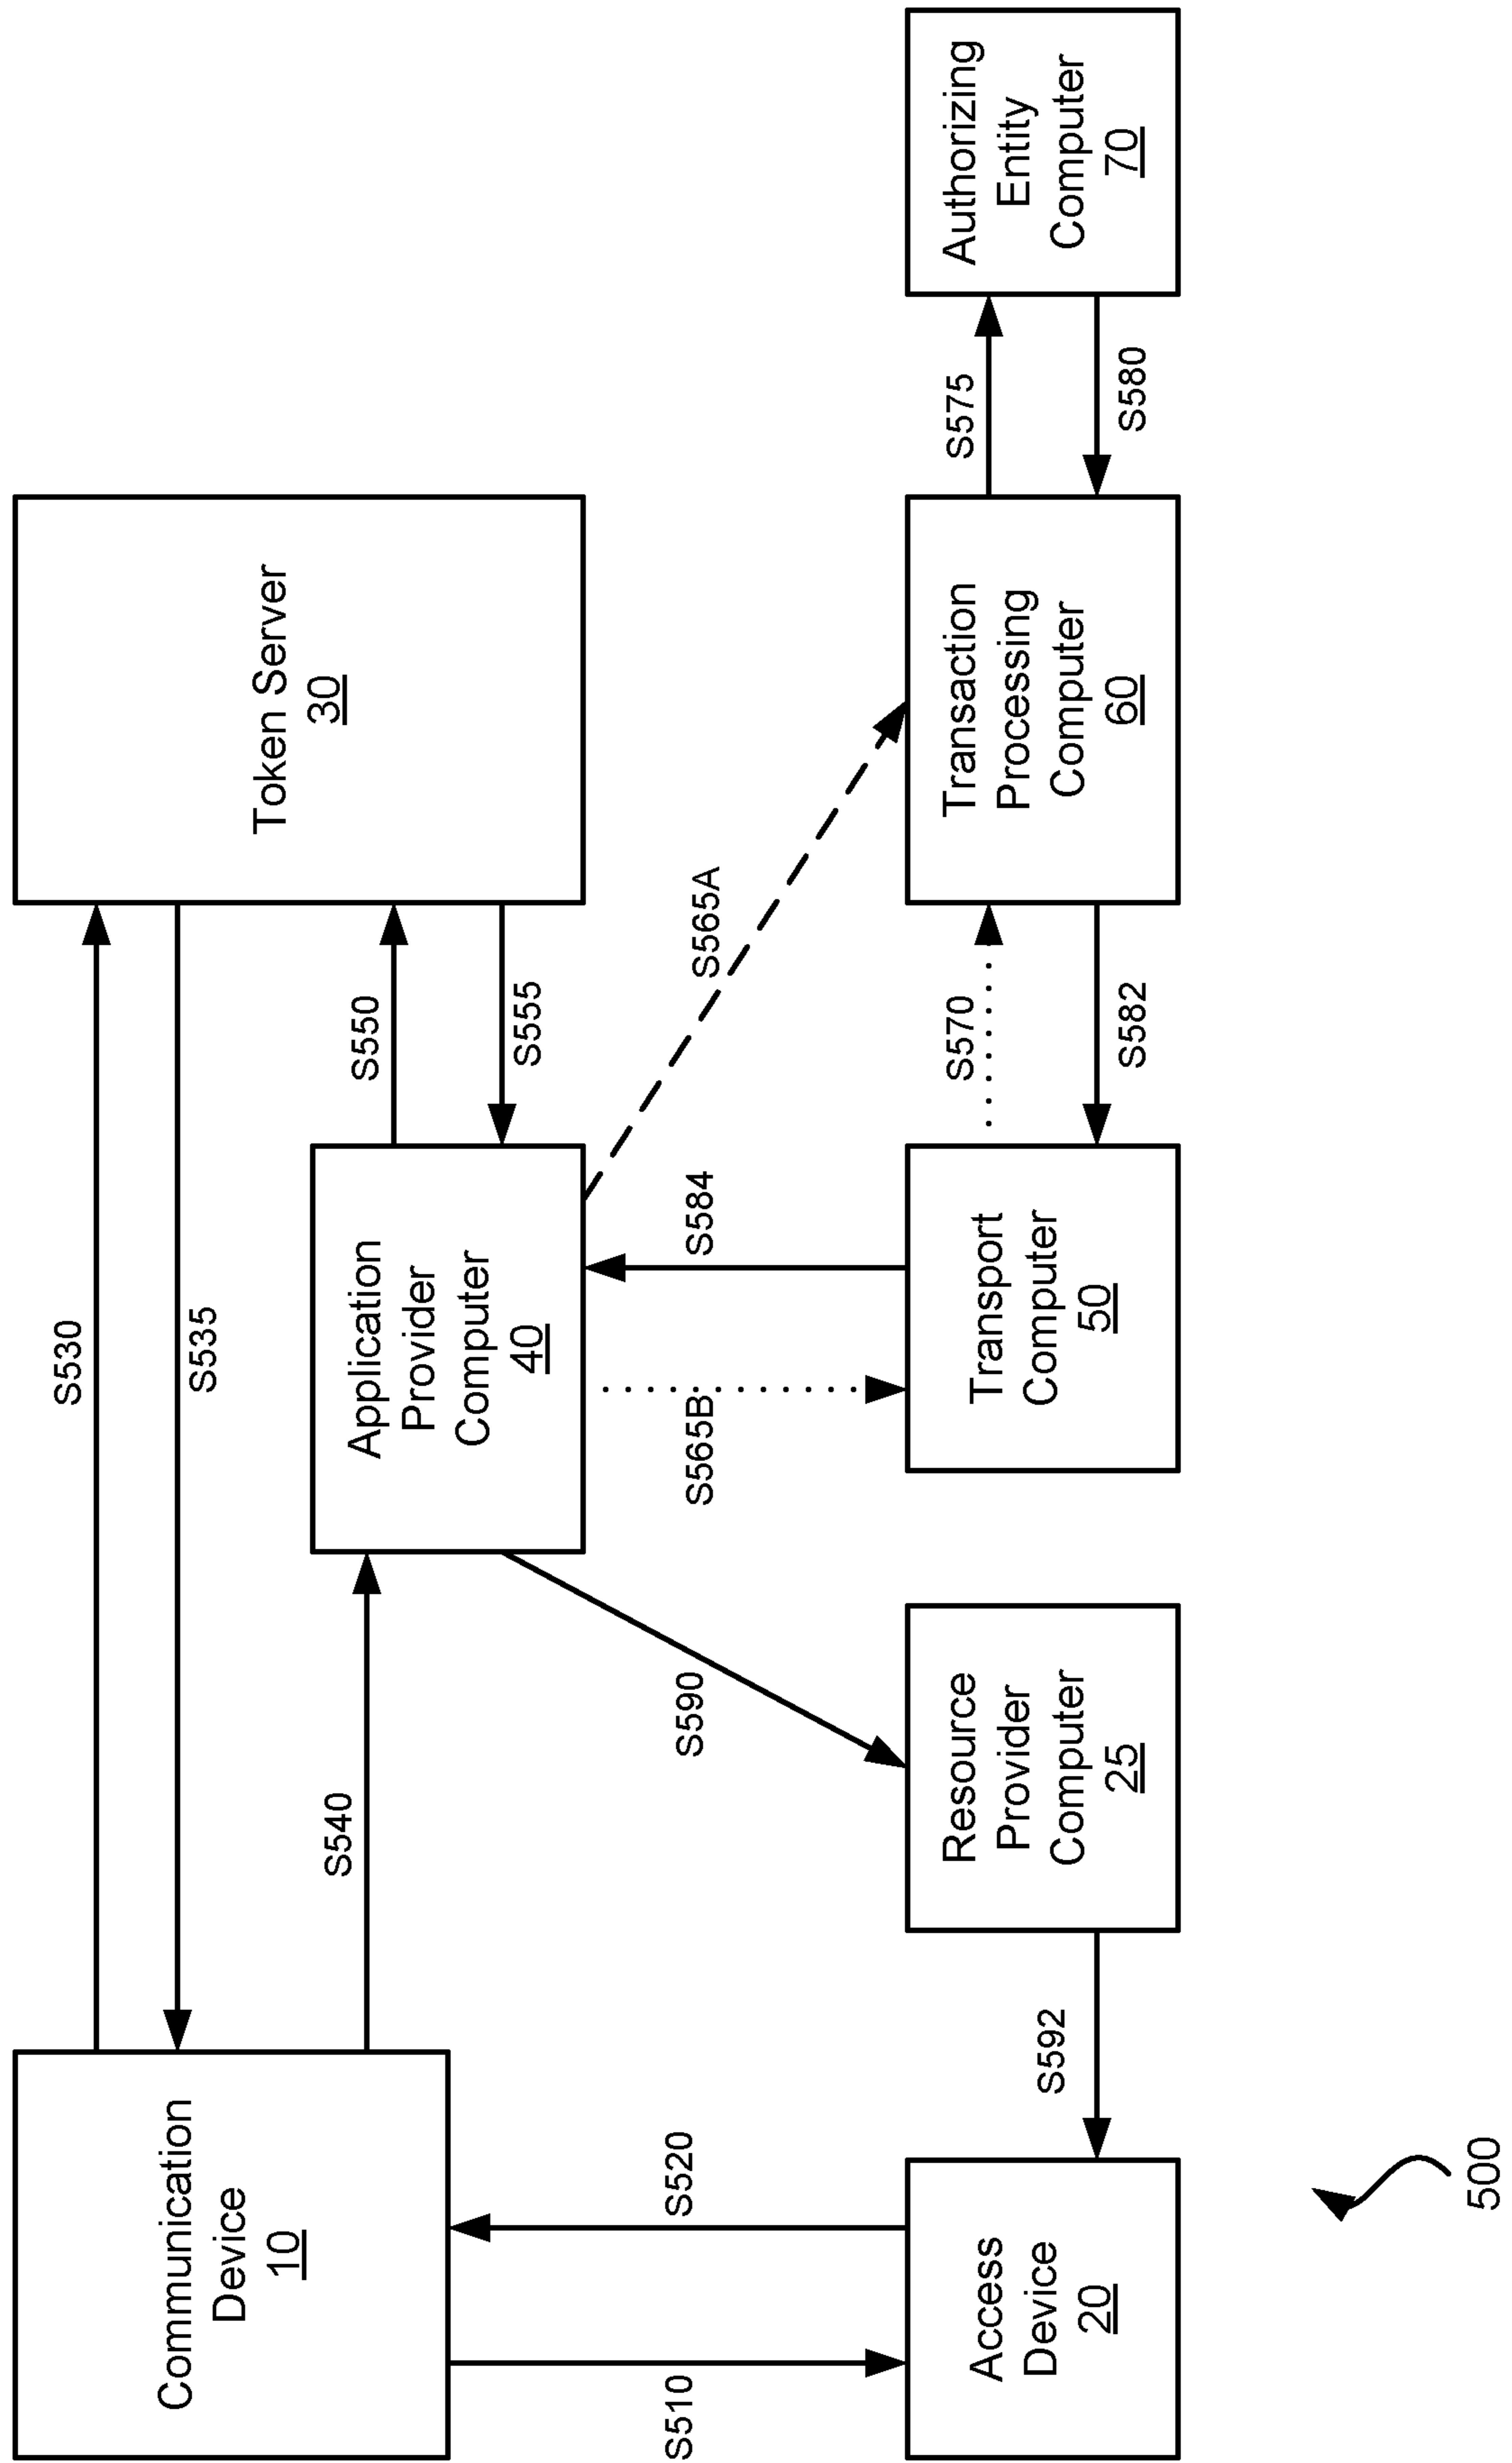 S530
S535
Communication
Device
10
Token Server
30
S540
Application
Provider
Computer
40
S550
S555
S510
S520
S590
S565B
S584
S565A
Access
Device
20
S592
Resource
Provider
Computer
25
Transport
Computer
50
S570
S582
Transaction
Processing
Computer
60
S575
S580
Authorizing
Entity
Computer
70
500